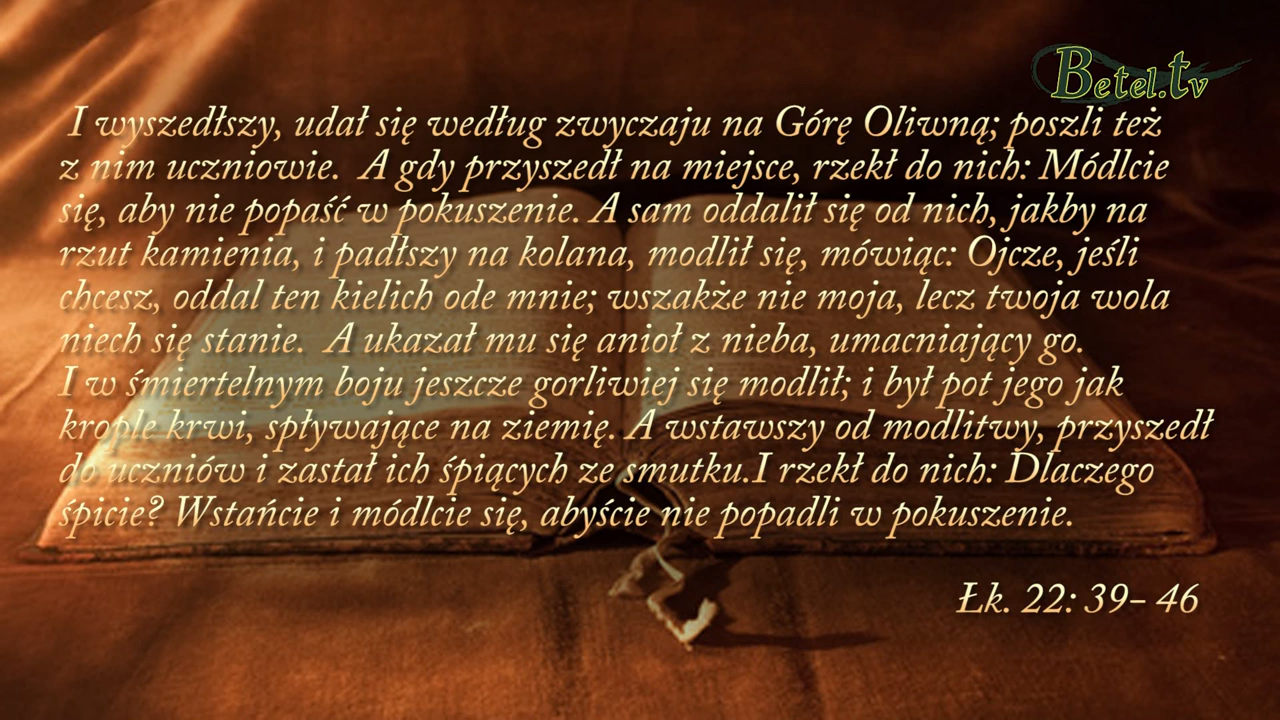 Betel.tv
I wyszedłszy, udał się według zwyczaju na Górę Oliwną; poszli też
z nim uczniowie. A gdy przyszedł na miejsce, rzekł do nich: Módlcie
się, aby nie popaść w pokuszenie. A sam oddalił się od nich, jakby na
rzut kamienia, i padłszy na kolana, modlił się, mówiąc: Ojcze, jeśli
chcesz, oddal ten kielich ode mnie; wszakże nie moja, lecz twoja wola
niech się stanie. A ukazał mu się anioł z nieba, umacniający go.
I w śmiertelnym boju jeszcze gorliwiej się modlił; i był pot jego jak
krople krwi, spływające na ziemię. A wstawszy od modlitwy, przyszedł
do uczniów i zastał ich śpiących ze smutku.I rzekł do nich: Dlaczego
śpicie? Wstańcie i módlcie się, abyście nie popadli w pokuszenie.
Łk. 22: 39– 46